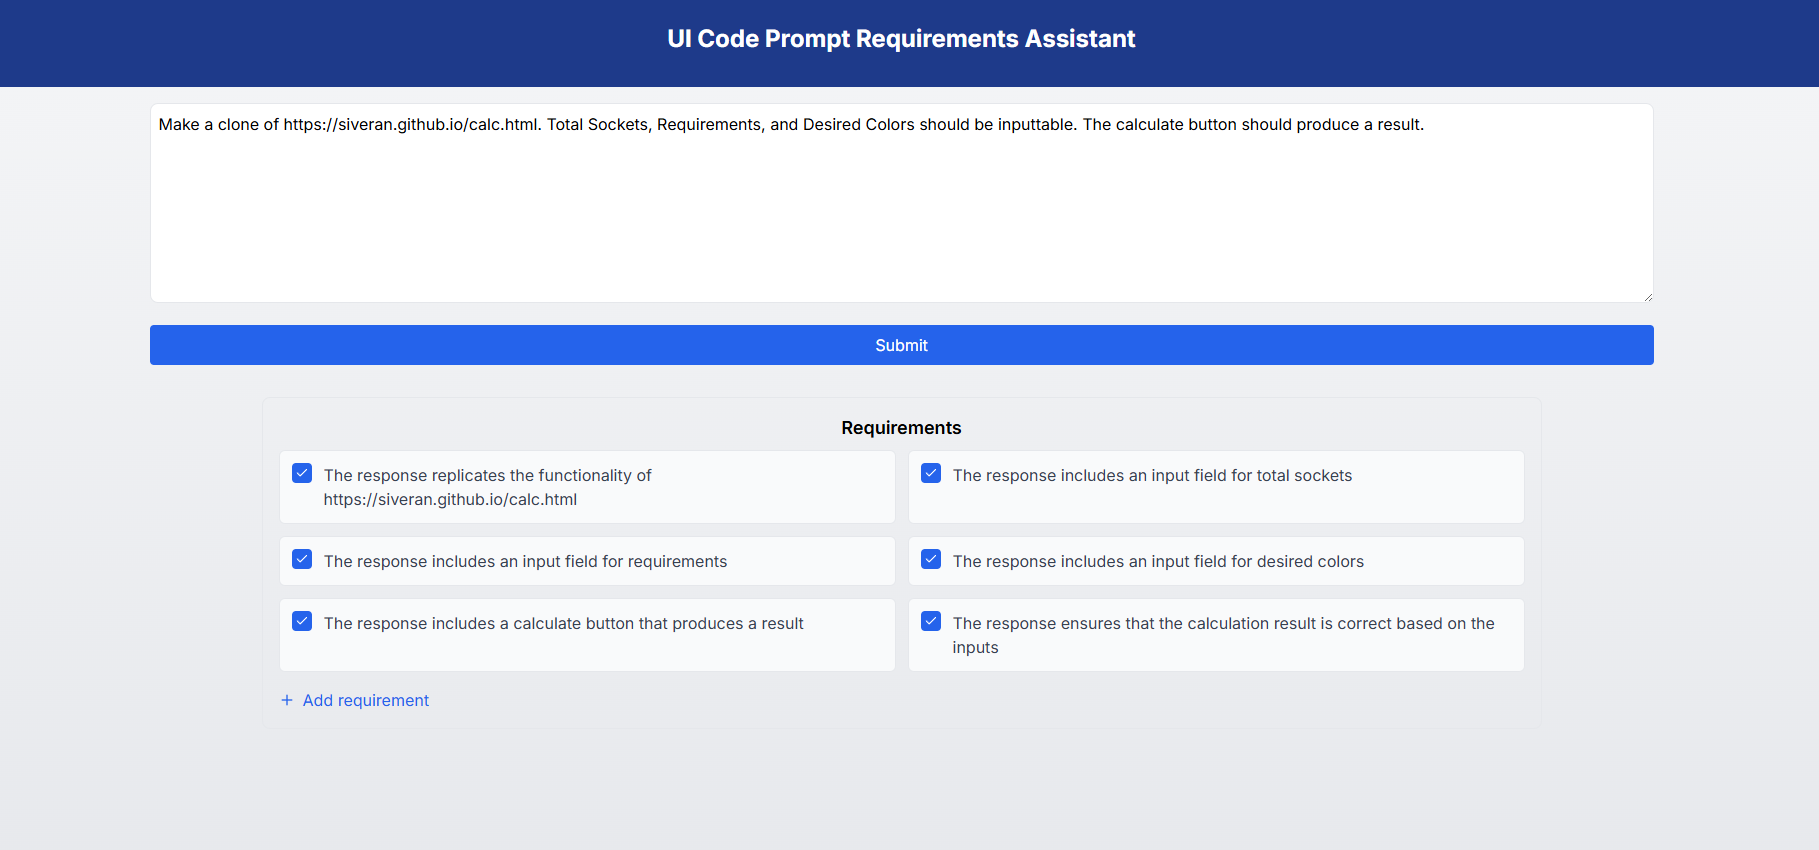 UI Code Prompt Requirements Assistant
Make a clone of https://siveran.github.io/calc.html. Total Sockets, Requirements, and Desired Colors should be inputtable. The calculate button should produce a result.
Submit
Requirements
The response replicates the functionality of
https://siveran.github.io/calc.html
The response includes an input field for total sockets
The response includes an input field for requirements
The response includes an input field for desired colors
The response includes a calculate button that produces a result
The response ensures that the calculation result is correct based on the
inputs
+ Add requirement